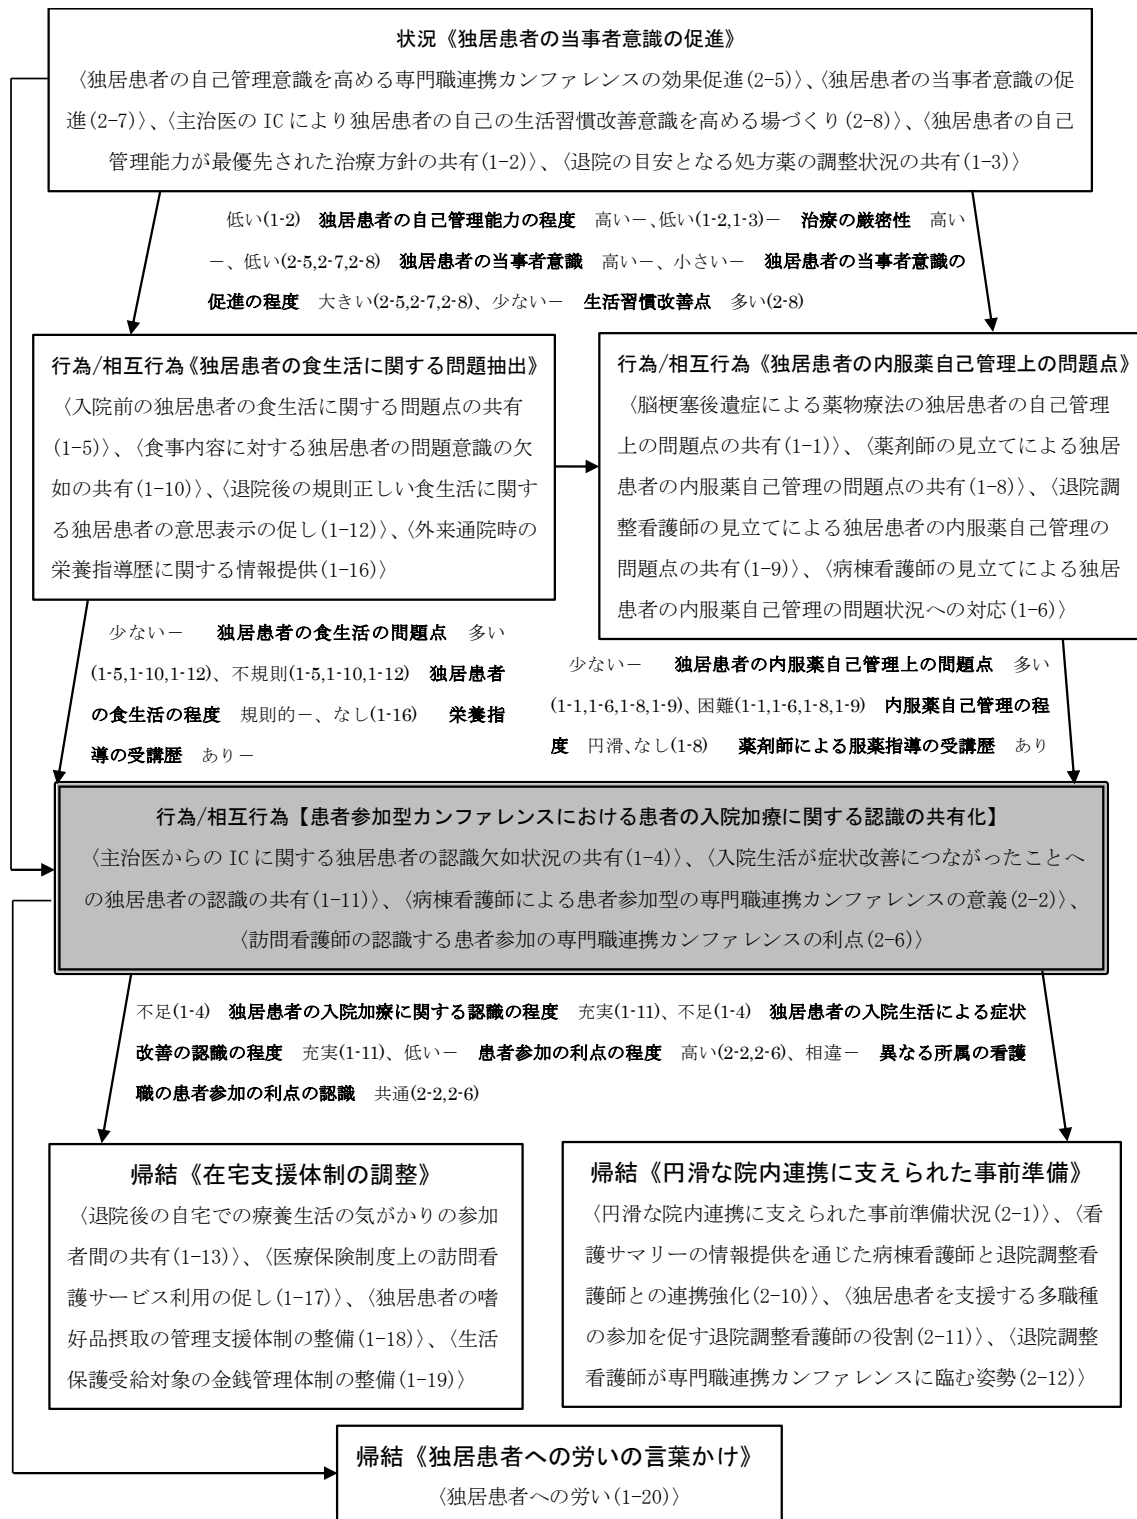 状況《独居患者の当事者意識の促進》
〈独居患者の自己管理意識を高める専門職連携カンファレンスの効果促進(2-5)〉、〈独居患者の当事者意識の促
進(2-7)〉、〈主治医の IC により独居患者の自己の生活習慣改善意識を高める場づくり(2-8)〉、〈独居患者の自己
管理能力が最優先された治療方針の共有(1-2)〉、〈退院の目安となる処方薬の調整状況の共有(1-3)〉
低い(1-2) 独居患者の自己管理能力の程度 高い－、低い(1-2,1-3)－ 治療の厳密性 高い
－、低い(2-5,2-7,2-8) 独居患者の当事者意識 高い－、小さい－ 独居患者の当事者意識の
促進の程度 大きい(2-5,2-7,2-8)、少ない－ 生活習慣改善点 多い(2-8)
行為/相互行為《独居患者の食生活に関する問題抽出》
〈入院前の独居患者の食生活に関する問題点の共有
(1-5)〉、〈食事内容に対する独居患者の問題意識の欠
如の共有(1-10)〉、〈退院後の規則正しい食生活に関す
る独居患者の意思表示の促し(1-12)〉、〈外来通院時の
栄養指導歴に関する情報提供(1-16)〉
行為/相互行為《独居患者の内服薬自己管理上の問題点》
〈脳梗塞後遺症による薬物療法の独居患者の自己管理
上の問題点の共有(1-1)〉、〈薬剤師の見立てによる独居
患者の内服薬自己管理の問題点の共有(1-8)〉、〈退院調
整看護師の見立てによる独居患者の内服薬自己管理の
問題点の共有(1-9)〉、〈病棟看護師の見立てによる独居
患者の内服薬自己管理の問題状況への対応(1-6)〉
少ない－ 独居患者の食生活の問題点 多い
(1-5,1-10,1-12)、不規則(1-5,1-10,1-12) 独居患者
の食生活の程度 規則的－、なし(1-16) 栄養指
導の受講歴 あり－
少ない－ 独居患者の内服薬自己管理上の問題点 多い
(1-1,1-6,1-8,1-9)、困難(1-1,1-6,1-8,1-9) 内服薬自己管理の程
度 円滑、なし(1-8) 薬剤師による服薬指導の受講歴 あり
行為/相互行為【患者参加型カンファレンスにおける患者の入院加療に関する認識の共有化】
〈主治医からの IC に関する独居患者の認識欠如状況の共有(1-4)〉、〈入院生活が症状改善につながったことへ
の独居患者の認識の共有(1-11)〉、〈病棟看護師による患者参加型の専門職連携カンファレンスの意義(2-2)〉、
〈訪問看護師の認識する患者参加の専門職連携カンファレンスの利点(2-6)〉
不足(1-4) 独居患者の入院加療に関する認識の程度 充実(1-11)、不足(1-4) 独居患者の入院生活による症状
改善の認識の程度 充実(1-11)、低い－ 患者参加の利点の程度 高い(2-2,2-6)、相違－ 異なる所属の看護
職の患者参加の利点の認識 共通(2-2,2-6)
帰結《在宅支援体制の調整》
〈退院後の自宅での療養生活の気がかりの参加
者間の共有(1-13)〉、〈医療保険制度上の訪問看
護サービス利用の促し(1-17)〉、〈独居患者の嗜
好品摂取の管理支援体制の整備(1-18)〉、〈生活
保護受給対象の金銭管理体制の整備(1-19)〉
帰結《円滑な院内連携に支えられた事前準備》
〈円滑な院内連携に支えられた事前準備状況(2-1)〉、〈看
護サマリーの情報提供を通じた病棟看護師と退院調整看
護師との連携強化(2-10)〉、〈独居患者を支援する多職種
の参加を促す退院調整看護師の役割(2-11)〉、〈退院調整
看護師が専門職連携カンファレンスに臨む姿勢(2-12)〉
帰結《独居患者への労いの言葉かけ》
〈独居患者への労い(1-20)〉